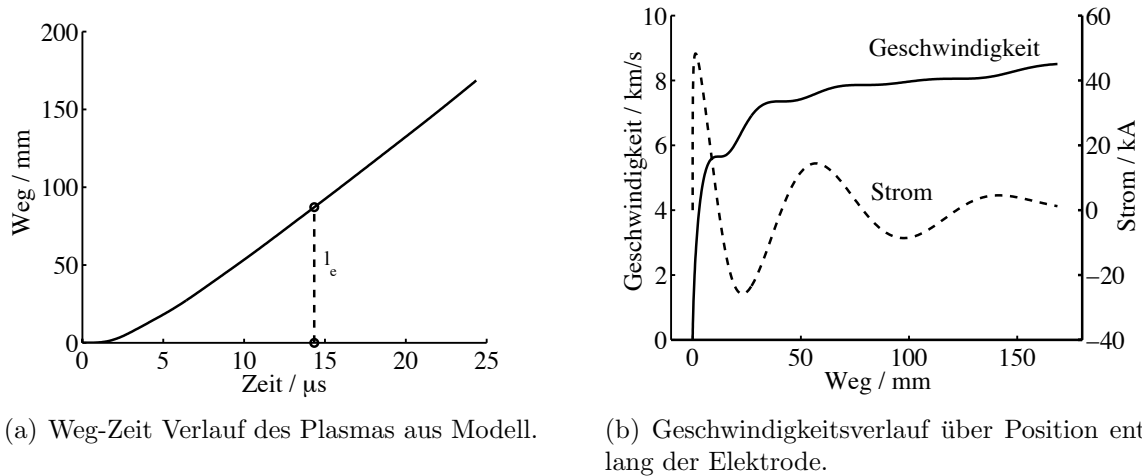 200
150
100
50
0
Weg / mm
l_e
0 5 10 15 20 25
Zeit / μs
(a) Weg-Zeit Verlauf des Plasmas aus Modell.
10
8
6
4
2
0
Geschwindigkeit / km/s
Geschwindigkeit
Strom
60
40
20
0
−20
−40
Strom / kA
0 50 100 150
Weg / mm
(b) Geschwindigkeitsverlauf über Position ent
lang der Elektrode.